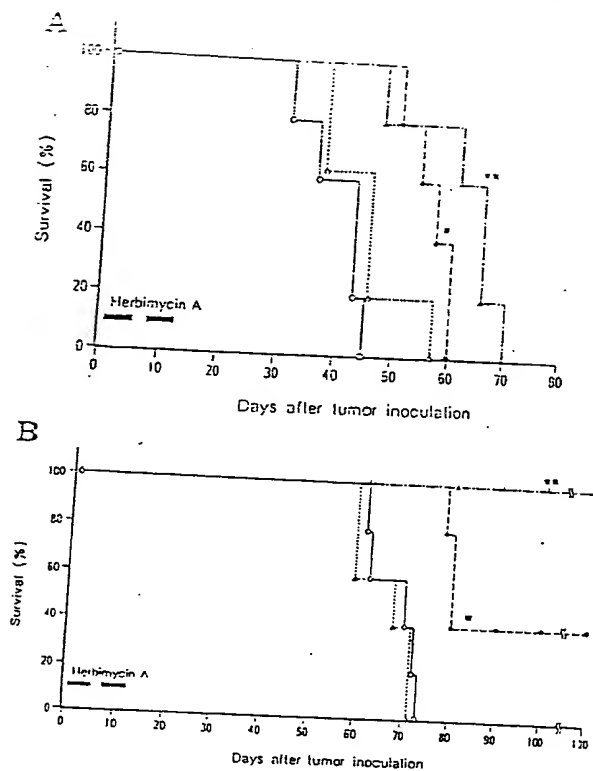 A
100
80
60
40
20
0
Survival (%)
**
*
Herbimycin A
0 10 20 30 40 50 60 70 80
Days after tumor inoculation
B
100
80
60
40
20
0
Survival (%)
**
*
Herbimycin A
0 10 20 30 40 50 60 70 80 90 100 120
Days after tumor inoculation